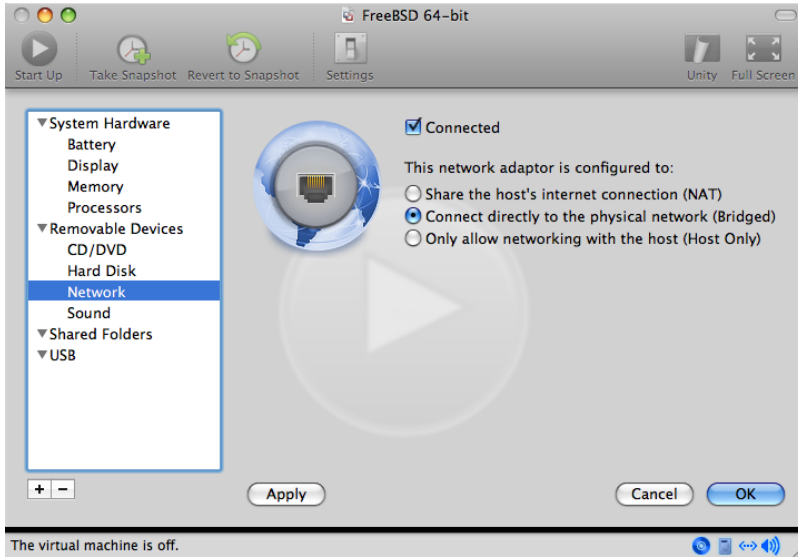 FreeBSD 64-bit
Start Up Take Snapshot Revert to Snapshot Settings Unity Full Screen
System Hardware
Battery
Display
Memory
Processors
Removable Devices
CD/DVD
Hard Disk
Network
Sound
Shared Folders
USB
Connected
This network adaptor is configured to:
Share the host's internet connection (NAT)
Connect directly to the physical network (Bridged)
Only allow networking with the host (Host Only)
+ −
Apply Cancel OK
The virtual machine is off.